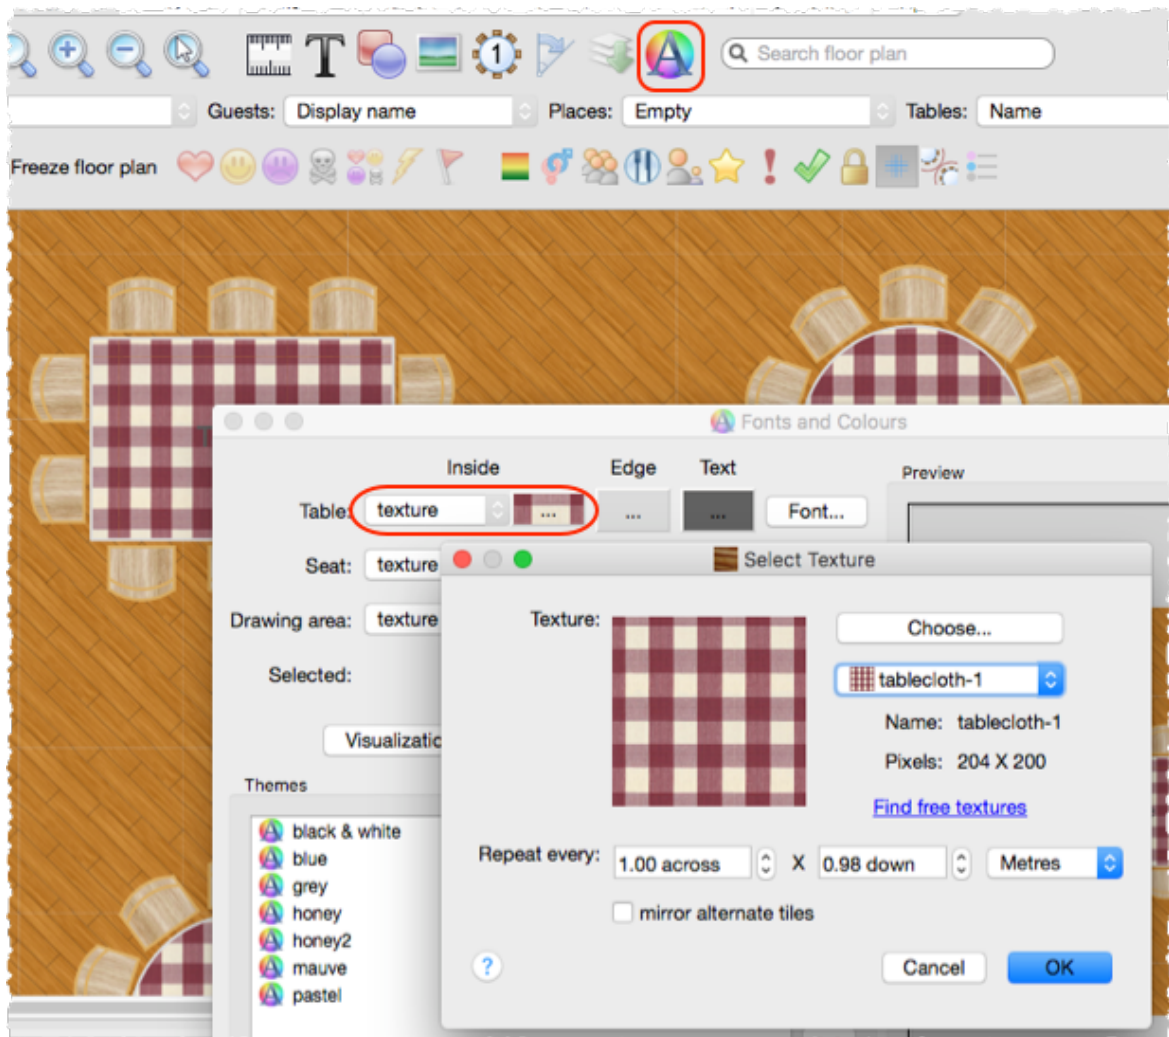 1
Search floor plan
Guests: Display name Places: Empty Tables: Name
Freeze floor plan
Fonts and Colours
Inside Edge Text Preview
Table: texture ... ... ... Font...
Select Texture
Seat: texture
Texture:
Choose...
Drawing area: texture
Selected:
tablecloth-1
Name: tablecloth-1
Pixels: 204 X 200
Find free textures
Themes
black & white
blue
grey
honey
honey2
mauve
pastel
Repeat every: 1.00 across X 0.98 down Metres
mirror alternate tiles
? Cancel OK